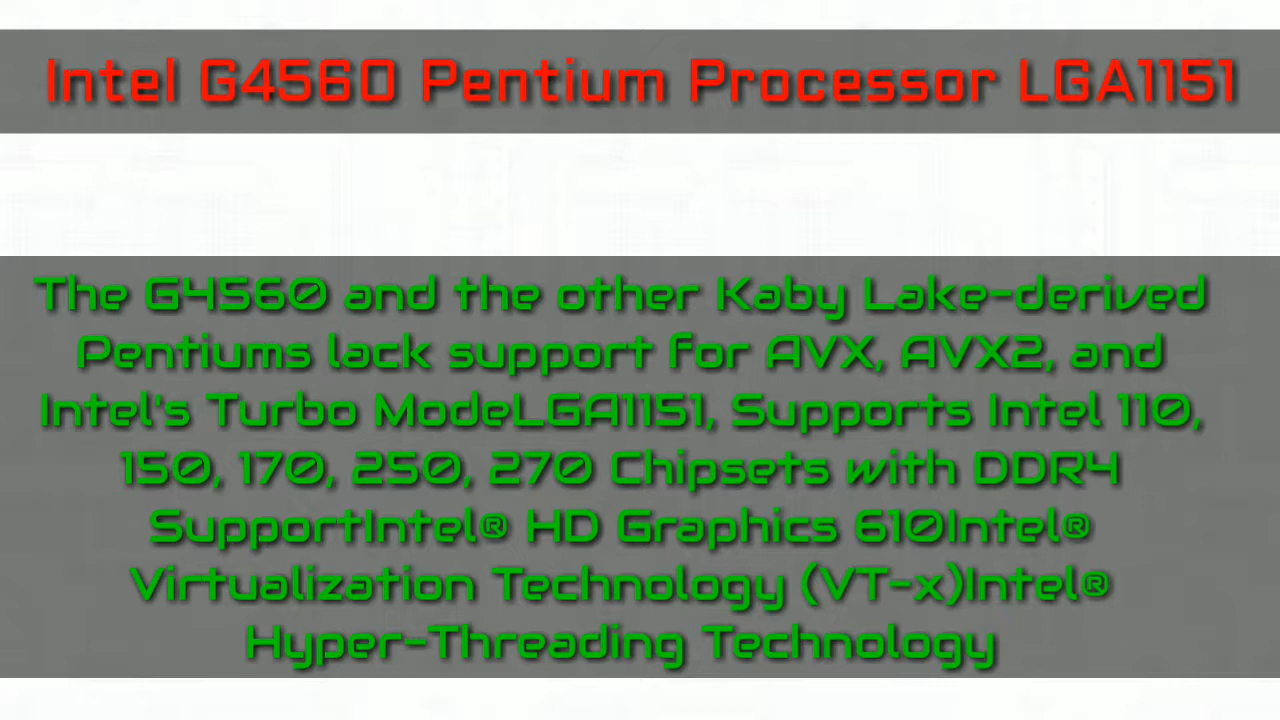 Intel G4560 Pentium Processor LGA1151
The G4560 and the other Kaby Lake-derived
Pentiums lack support for AVX, AVX2, and
Intel's Turbo ModeLGA1151, Supports Intel 110,
150, 170, 250, 270 Chipsets with DDR4
SupportIntel® HD Graphics 610Intel®
Virtualization Technology (VT-x)Intel®
Hyper-Threading Technology